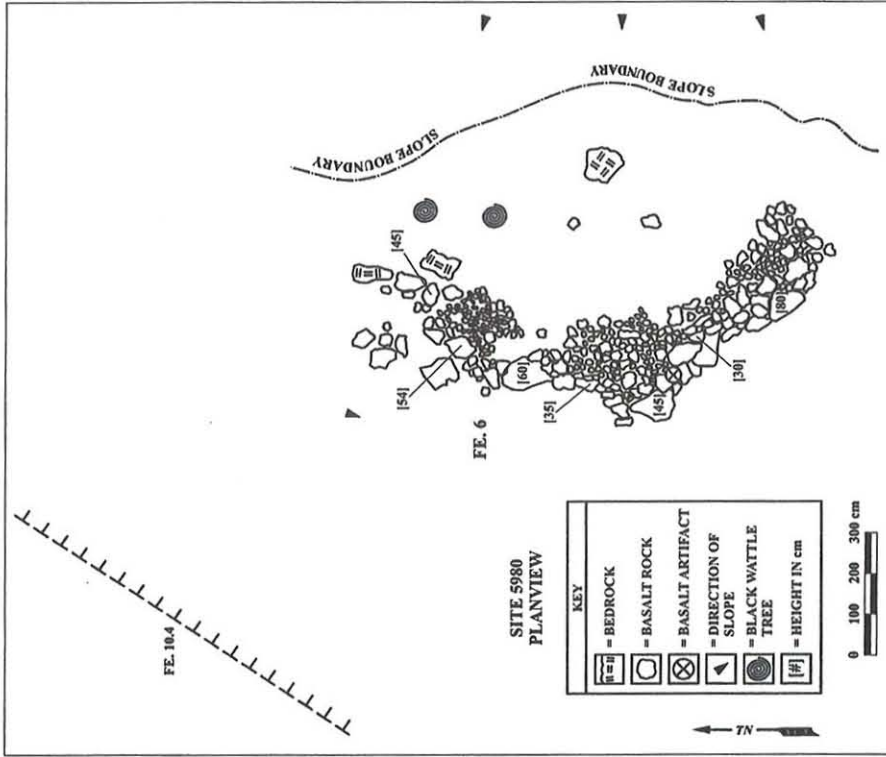 SITE 5980
PLANVIEW
KEY
= BEDROCK
= BASALT ROCK
= BASALT ARTIFACT
= DIRECTION OF
SLOPE
= BLACK WATTLE
TREE
[#] = HEIGHT IN cm
0 100 200 300 cm
TN
FE. 10.4
FE. 6
[54]
[45]
[60]
[35]
[45]
[30]
[80]
SLOPE BOUNDARY
SLOPE BOUNDARY